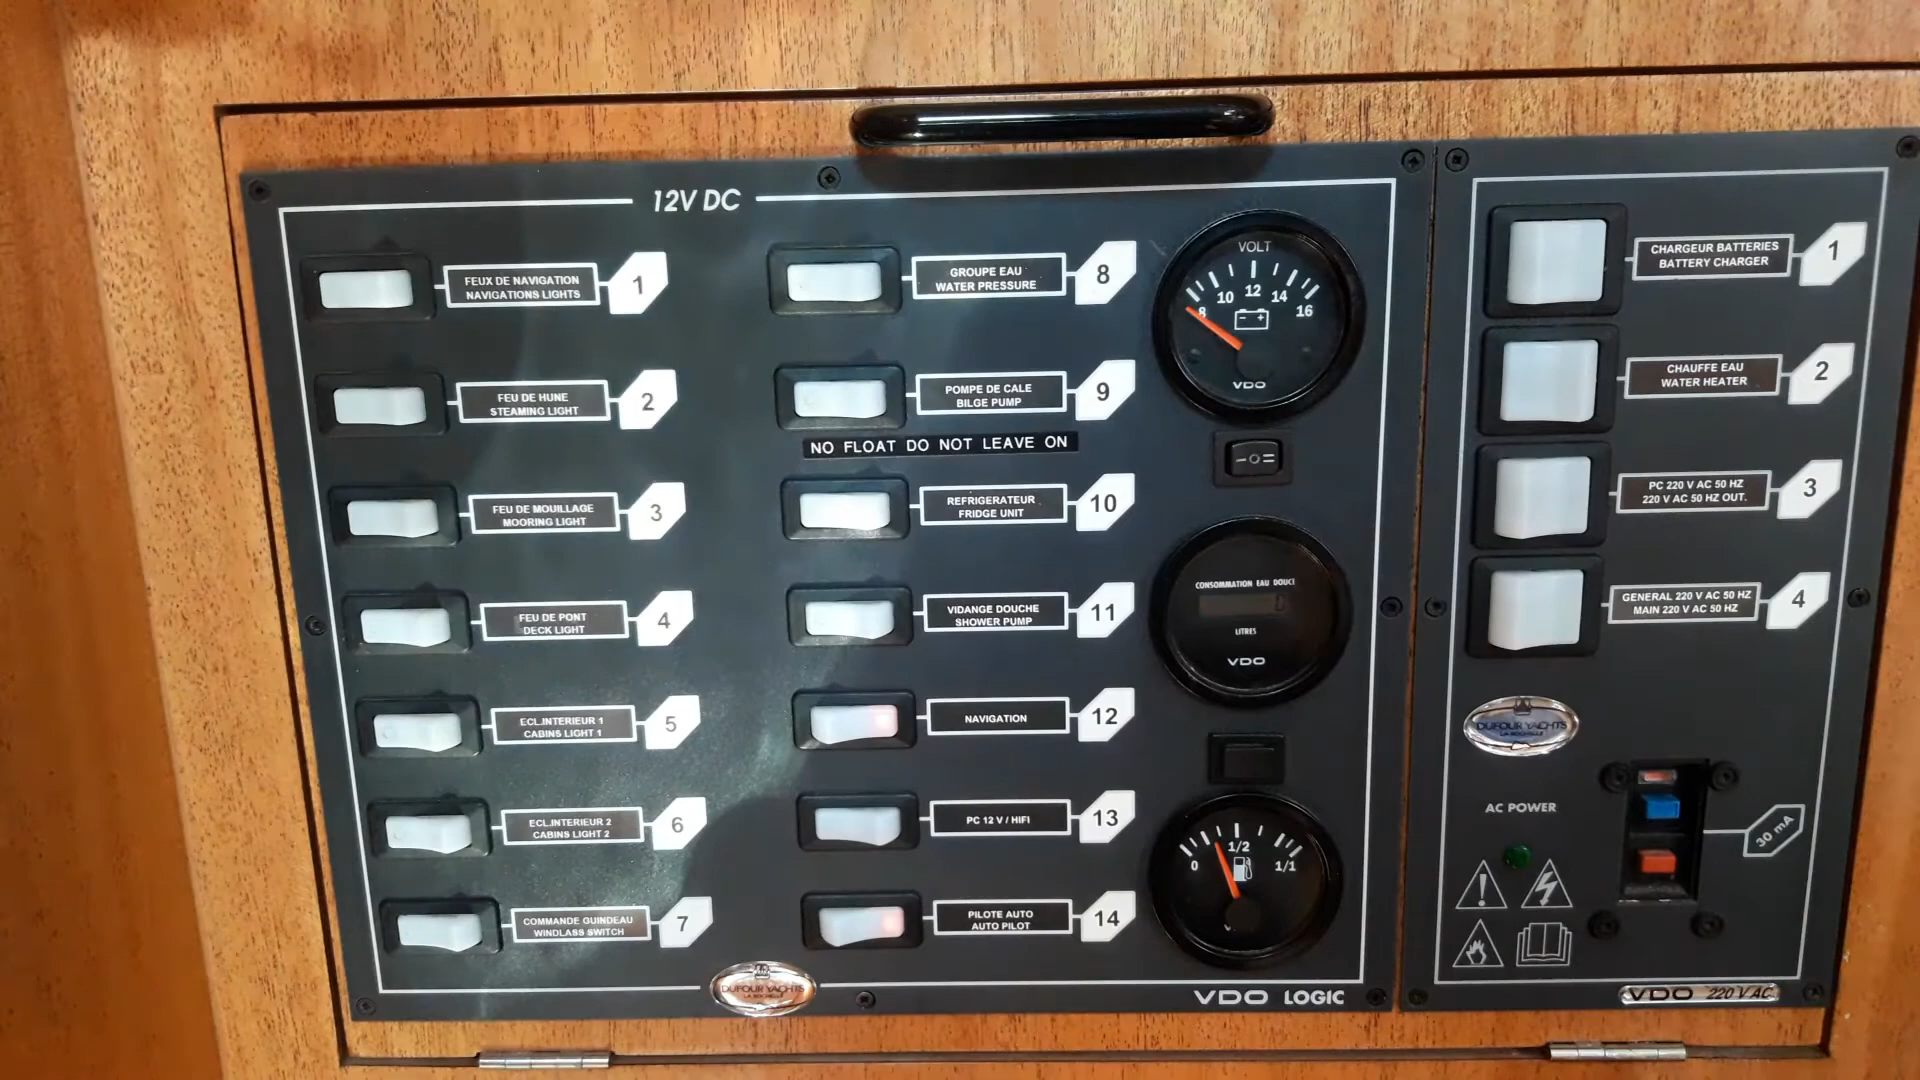 12V DC
FEUX DE NAVIGATION
NAVIGATIONS LIGHTS
1
FEU DE HUNE
STEAMING LIGHT
2
FEU DE MOUILLAGE
MOORING LIGHT
3
FEU DE PONT
DECK LIGHT
4
ECL.INTERIEUR 1
CABINS LIGHT 1
5
ECL.INTERIEUR 2
CABINS LIGHT 2
6
COMMANDE GUINDEAU
WINDLASS SWITCH
7
GROUPE EAU
WATER PRESSURE
8
POMPE DE CALE
BILGE PUMP
9
NO FLOAT DO NOT LEAVE ON
REFRIGERATEUR
FRIDGE UNIT
10
VIDANGE DOUCHE
SHOWER PUMP
11
NAVIGATION
12
PC 12 V / HIFI
13
PILOTE AUTO
AUTO PILOT
14
VOLT
8 10 12 14 16
- +
VDO
CONSOMMATION EAU DOUCE
0
LITRES
VDO
0 1/2 1/1
DUFOUR YACHTS
LA ROCHELLE
VDO LOGIC
CHARGEUR BATTERIES
BATTERY CHARGER
1
CHAUFFE EAU
WATER HEATER
2
PC 220 V AC 50 HZ
220 V AC 50 HZ OUT.
3
GENERAL 220 V AC 50 HZ
MAIN 220 V AC 50 HZ
4
DUFOUR YACHTS
LA ROCHELLE
AC POWER
30 mA
VDO 220 V AC